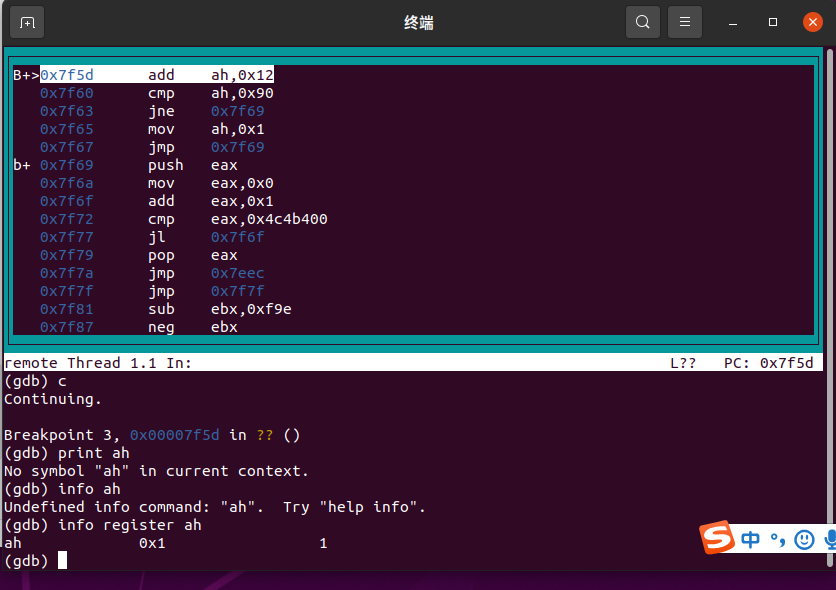 终端
B+>0x7f5d      add    ah,0x12
0x7f60      cmp    ah,0x90
0x7f63      jne    0x7f69
0x7f65      mov    ah,0x1
0x7f67      jmp    0x7f69
b+ 0x7f69      push   eax
0x7f6a      mov    eax,0x0
0x7f6f      add    eax,0x1
0x7f72      cmp    eax,0x4c4b400
0x7f77      jl     0x7f6f
0x7f79      pop    eax
0x7f7a      jmp    0x7eec
0x7f7f      jmp    0x7f7f
0x7f81      sub    ebx,0xf9e
0x7f87      neg    ebx
remote Thread 1.1 In:                                                     L??   PC: 0x7f5d
(gdb) c
Continuing.
Breakpoint 3, 0x00007f5d in ?? ()
(gdb) print ah
No symbol "ah" in current context.
(gdb) info ah
Undefined info command: "ah".  Try "help info".
(gdb) info register ah
ah             0x1                 1
(gdb)
S 中 °,